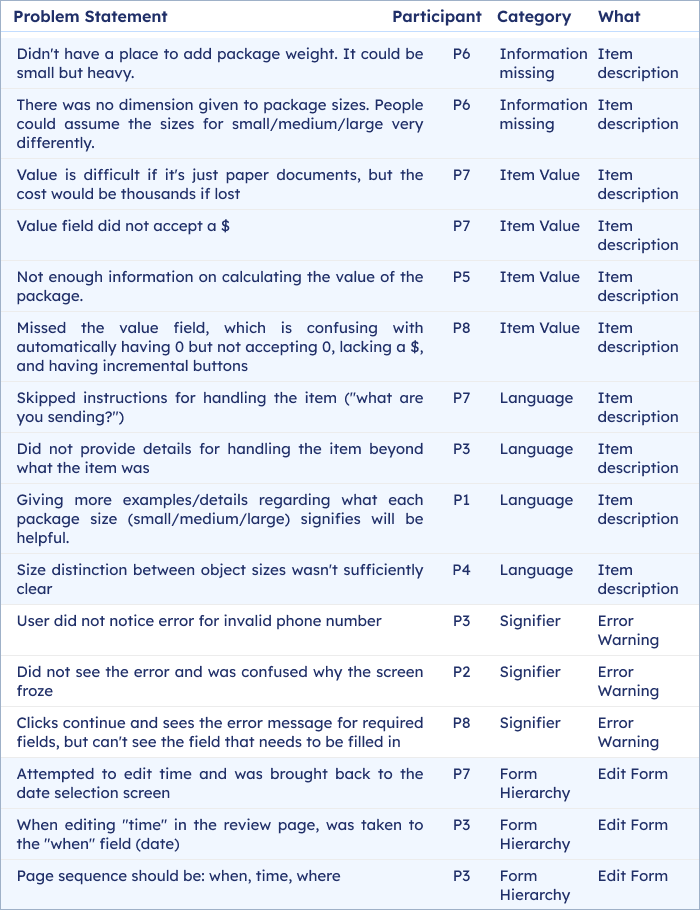 Problem Statement Participant Category What
Didn't have a place to add package weight. It could be P6 Information Item
small but heavy. missing description
There was no dimension given to package sizes. People P6 Information Item
could assume the sizes for small/medium/large very missing description
differently.
Value is difficult if it's just paper documents, but the P7 Item Value Item
cost would be thousands if lost description
Value field did not accept a $ P7 Item Value Item
description
Not enough information on calculating the value of the P5 Item Value Item
package. description
Missed the value field, which is confusing with P8 Item Value Item
automatically having 0 but not accepting 0, lacking a $, description
and having incremental buttons
Skipped instructions for handling the item ("what are P7 Language Item
you sending?") description
Did not provide details for handling the item beyond P3 Language Item
what the item was description
Giving more examples/details regarding what each P1 Language Item
package size (small/medium/large) signifies will be description
helpful.
Size distinction between object sizes wasn't sufficiently P4 Language Item
clear description
User did not notice error for invalid phone number P3 Signifier Error
Warning
Did not see the error and was confused why the screen P2 Signifier Error
froze Warning
Clicks continue and sees the error message for required P8 Signifier Error
fields, but can't see the field that needs to be filled in Warning
Attempted to edit time and was brought back to the P7 Form Edit Form
date selection screen Hierarchy
When editing "time" in the review page, was taken to P3 Form Edit Form
the "when" field (date) Hierarchy
Page sequence should be: when, time, where P3 Form Edit Form
Hierarchy